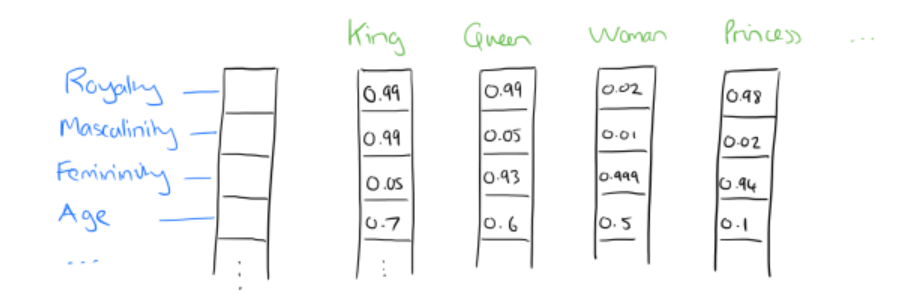 King Queen Woman Princess ...
Royalty 0.99 0.99 0.02 0.98
Masculinity 0.99 0.05 0.01 0.02
Femininity 0.05 0.93 0.999 0.94
Age 0.7 0.6 0.5 0.1
...